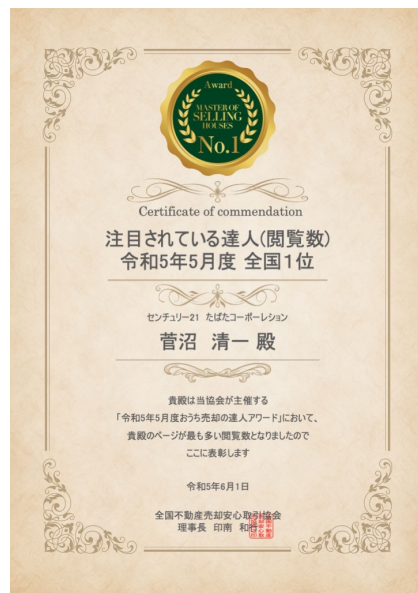 Award
MASTER OF
SELLING
HOUSES
No.1
Certificate of commendation
注目されている達人(閲覧数)
令和5年5月度 全国1位
センチュリー21 たばたコーポーレション
菅沼 清一 殿
貴殿は当協会が主催する
「令和5年5月度おうち売却の達人アワード」において、
貴殿のページが最も多い閲覧数となりましたので
ここに表彰します
令和5年6月1日
全国不動産売却安心取引協会
理事長 印南 和行